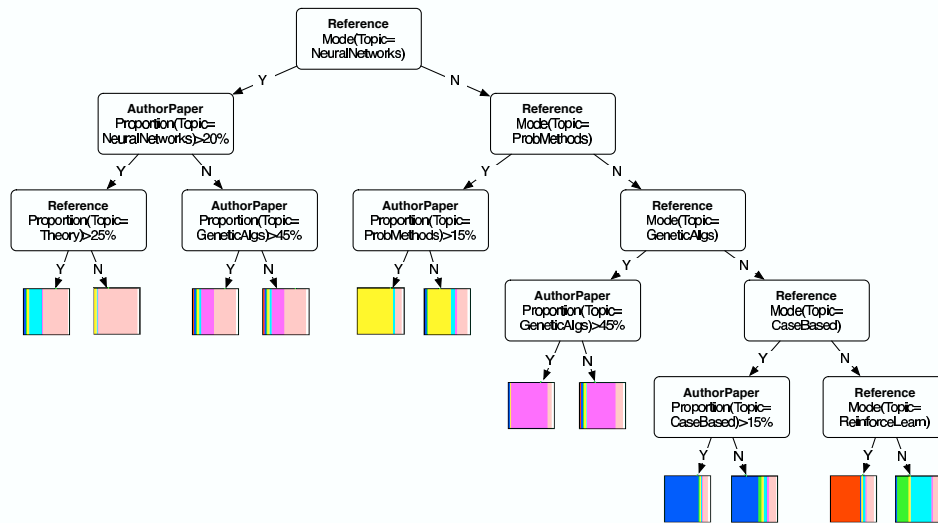 Reference
Mode(Topic=
NeuralNetworks)
Y
N
AuthorPaper
Proportion(Topic=
NeuralNetworks)>20%
Reference
Mode(Topic=
ProbMethods)
Y
N
Y
N
Reference
Proportion(Topic=
Theory)>25%
AuthorPaper
Proportion(Topic=
GeneticAlgs)>45%
AuthorPaper
Proportion(Topic=
ProbMethods)>15%
Reference
Mode(Topic=
GeneticAlgs)
Y
N
Y
N
Y
N
Y
N
AuthorPaper
Proportion(Topic=
GeneticAlgs)>45%
Reference
Mode(Topic=
CaseBased)
Y
N
Y
N
AuthorPaper
Proportion(Topic=
CaseBased)>15%
Reference
Mode(Topic=
ReinforceLearn)
Y
N
Y
N